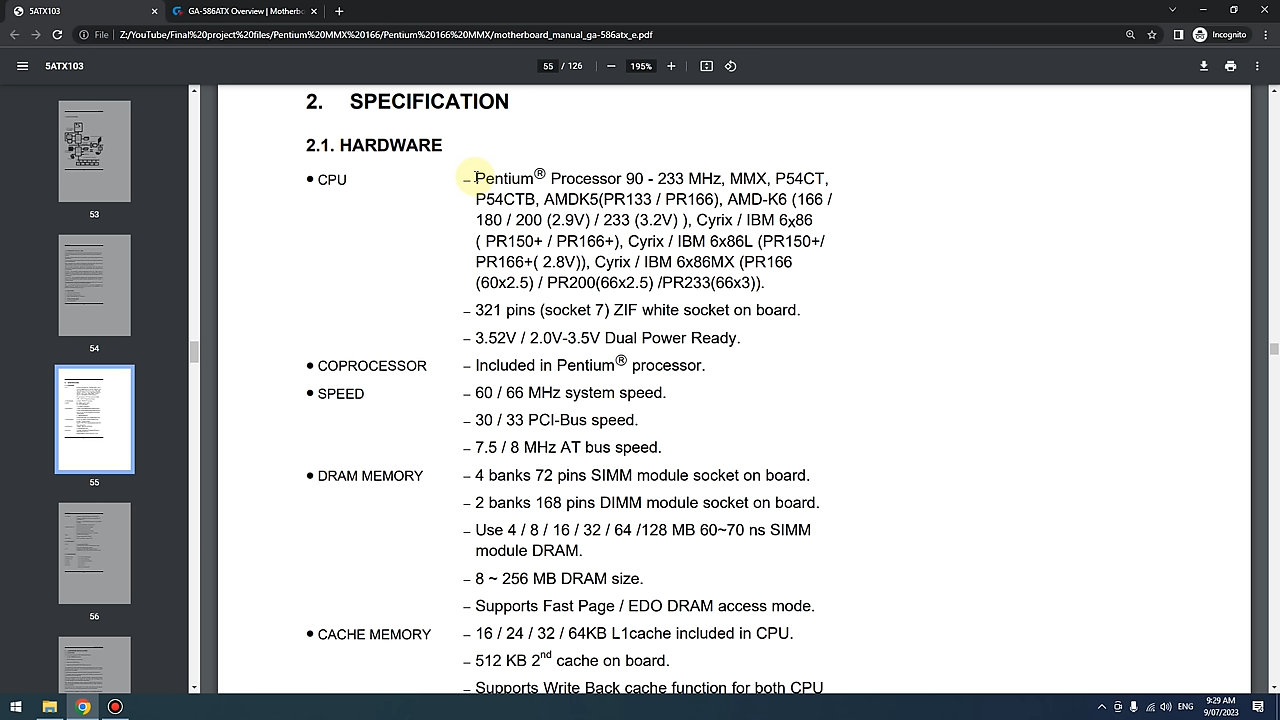 5ATX103
GA-586ATX Overview | Motherbo
File
Z:/YouTube/Final%20project%20files/Pentium%20MMX%20166/Pentium%20166%20MMX/motherboard_manual_ga-586atx_e.pdf
Incognito
5ATX103
55 / 126
195%
53
54
55
56
2. SPECIFICATION
2.1. HARDWARE
● CPU – Pentium® Processor 90 - 233 MHz, MMX, P54CT,
P54CTB, AMDK5(PR133 / PR166), AMD-K6 (166 /
180 / 200 (2.9V) / 233 (3.2V) ), Cyrix / IBM 6x86
( PR150+ / PR166+), Cyrix / IBM 6x86L (PR150+/
PR166+( 2.8V)), Cyrix / IBM 6x86MX (PR166
(60x2.5) / PR200(66x2.5) /PR233(66x3)).
– 321 pins (socket 7) ZIF white socket on board.
– 3.52V / 2.0V-3.5V Dual Power Ready.
● COPROCESSOR – Included in Pentium® processor.
● SPEED – 60 / 66 MHz system speed.
– 30 / 33 PCI-Bus speed.
– 7.5 / 8 MHz AT bus speed.
● DRAM MEMORY – 4 banks 72 pins SIMM module socket on board.
– 2 banks 168 pins DIMM module socket on board.
– Use 4 / 8 / 16 / 32 / 64 /128 MB 60~70 ns SIMM
module DRAM.
– 8 ~ 256 MB DRAM size.
– Supports Fast Page / EDO DRAM access mode.
● CACHE MEMORY – 16 / 24 / 32 / 64KB L1cache included in CPU.
– 512 KB 2nd cache on board.
– Supports Write Back cache function for both CPU
ENG
9:29 AM
9/07/2023